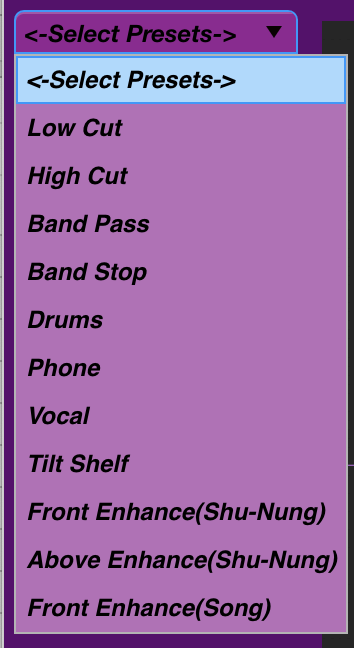 <-Select Presets->
<-Select Presets->
Low Cut
High Cut
Band Pass
Band Stop
Drums
Phone
Vocal
Tilt Shelf
Front Enhance(Shu-Nung)
Above Enhance(Shu-Nung)
Front Enhance(Song)